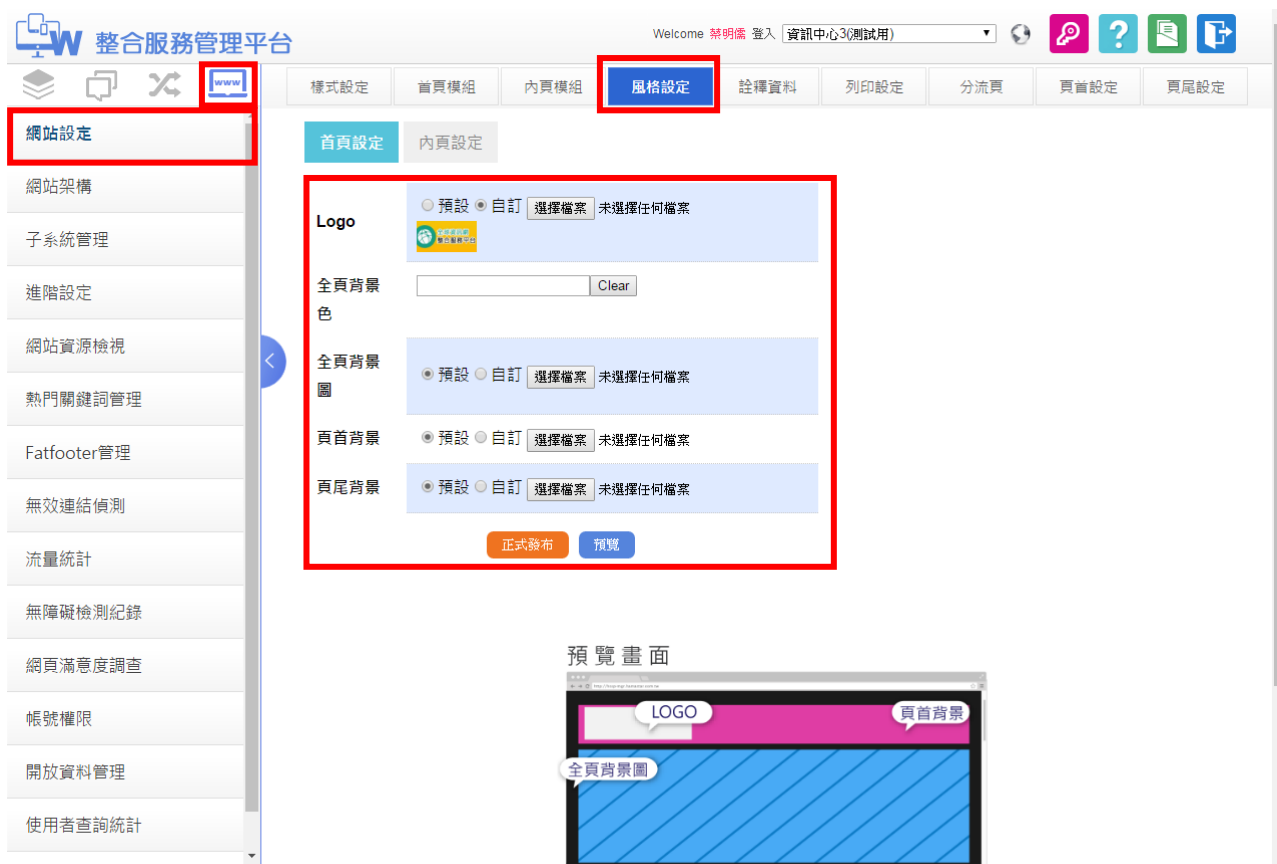 W 整合服務管理平台
Welcome 蔡明儒 登入 資訊中心3(測試用)
?
www
樣式設定 首頁模組 內頁模組 風格設定 詮釋資料 列印設定 分流頁 頁首設定 頁尾設定
網站設定
網站架構
子系統管理
進階設定
網站資源檢視
熱門關鍵詞管理
Fatfooter管理
無效連結偵測
流量統計
無障礙檢測紀錄
網頁滿意度調查
帳號權限
開放資料管理
使用者查詢統計
首頁設定 內頁設定
Logo 預設 自訂 選擇檔案 未選擇任何檔案
整合服務平台
全頁背景色 Clear
全頁背景圖 預設 自訂 選擇檔案 未選擇任何檔案
頁首背景 預設 自訂 選擇檔案 未選擇任何檔案
頁尾背景 預設 自訂 選擇檔案 未選擇任何檔案
正式發布 預覽
預覽畫面
LOGO
頁首背景
全頁背景圖